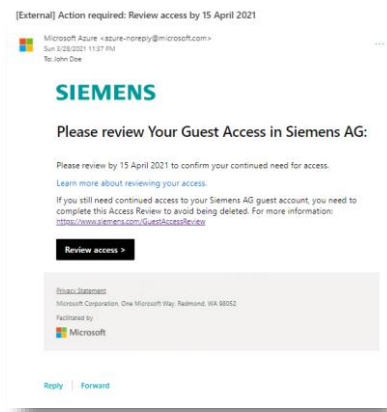 [External] Action required: Review access by 15 April 2021
Microsoft Azure <azure-noreply@microsoft.com>
Sun 3/28/2021 11:37 PM
To: John Doe
SIEMENS
Please review Your Guest Access in Siemens AG:
Please review by 15 April 2021 to confirm your continued need for access.
Learn more about reviewing your access.
If you still need continued access to your Siemens AG guest account, you need to
complete this Access Review to avoid being deleted. For more information:
https://www.siemens.com/GuestAccessReview
Review access >
Privacy Statement
Microsoft Corporation, One Microsoft Way, Redmond, WA 98052
Facilitated by
Microsoft
Reply | Forward